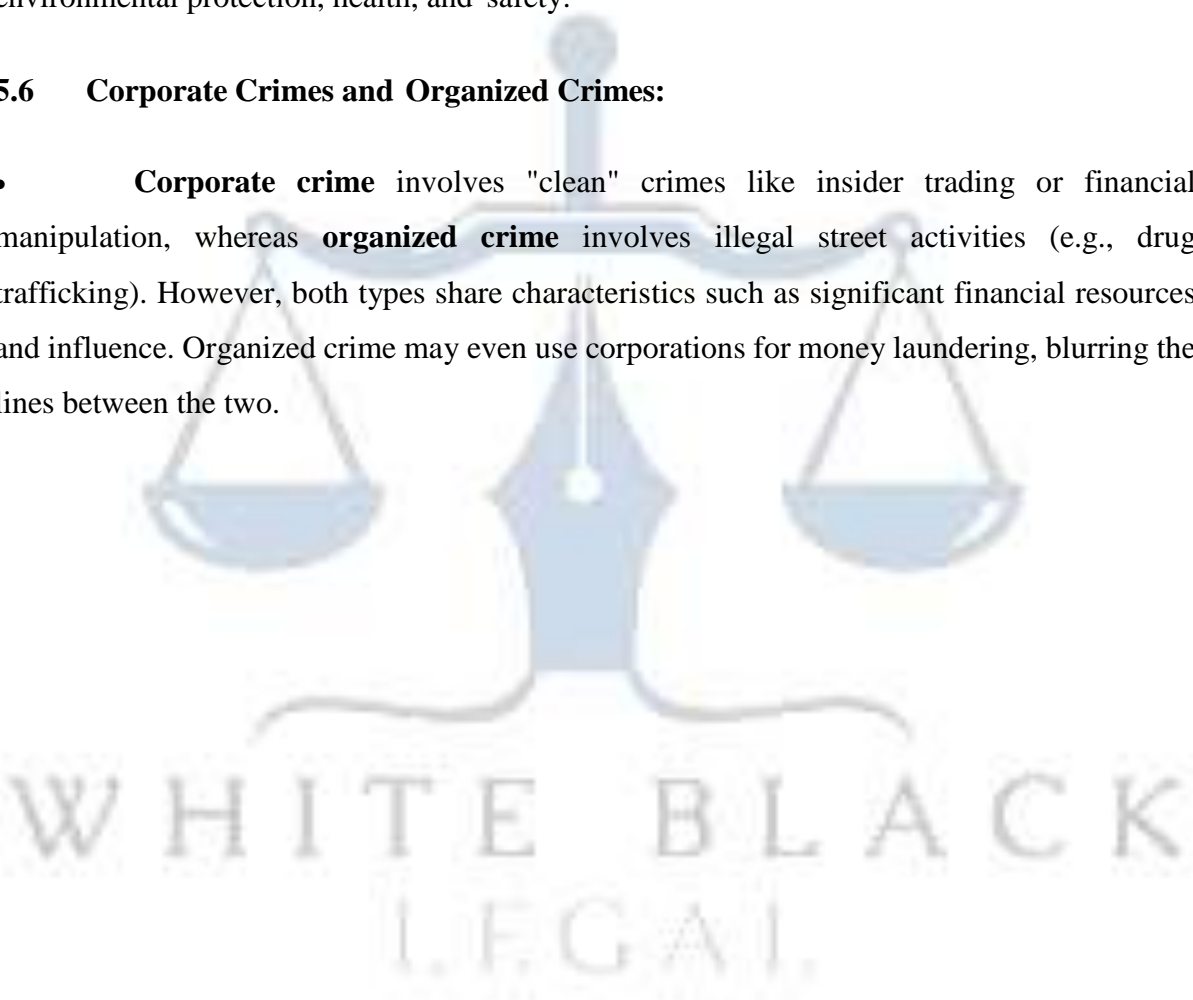 environmental protection, health, and safety.
5.6 Corporate Crimes and Organized Crimes:
• Corporate crime involves "clean" crimes like insider trading or financial
manipulation, whereas organized crime involves illegal street activities (e.g., drug
trafficking). However, both types share characteristics such as significant financial resources
and influence. Organized crime may even use corporations for money laundering, blurring the
lines between the two.
WHITE BLACK
LEGAL